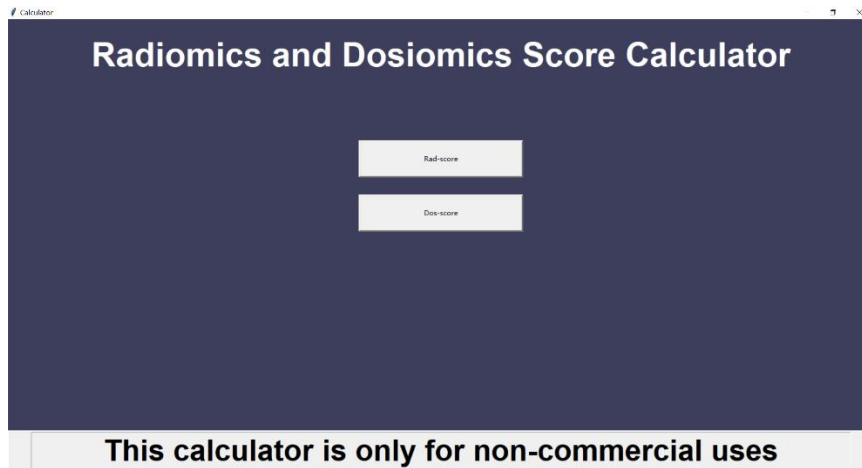 Calculator
Radiomics and Dosiomics Score Calculator
Rad-score
Dos-score
This calculator is only for non-commercial uses